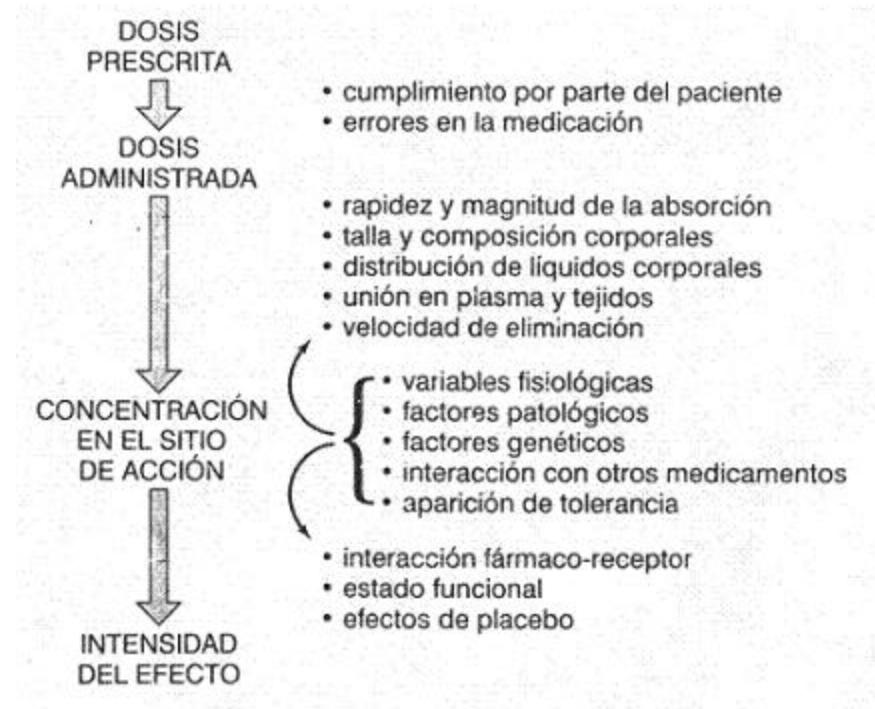 DOSIS
PRESCRITA
• cumplimiento por parte del paciente
• errores en la medicación
DOSIS
ADMINISTRADA
• rapidez y magnitud de la absorción
• talla y composición corporales
• distribución de líquidos corporales
• unión en plasma y tejidos
• velocidad de eliminación
CONCENTRACIÓN
EN EL SITIO
DE ACCIÓN
• variables fisiológicas
• factores patológicos
• factores genéticos
• interacción con otros medicamentos
• aparición de tolerancia
• interacción fármaco-receptor
• estado funcional
• efectos de placebo
INTENSIDAD
DEL EFECTO